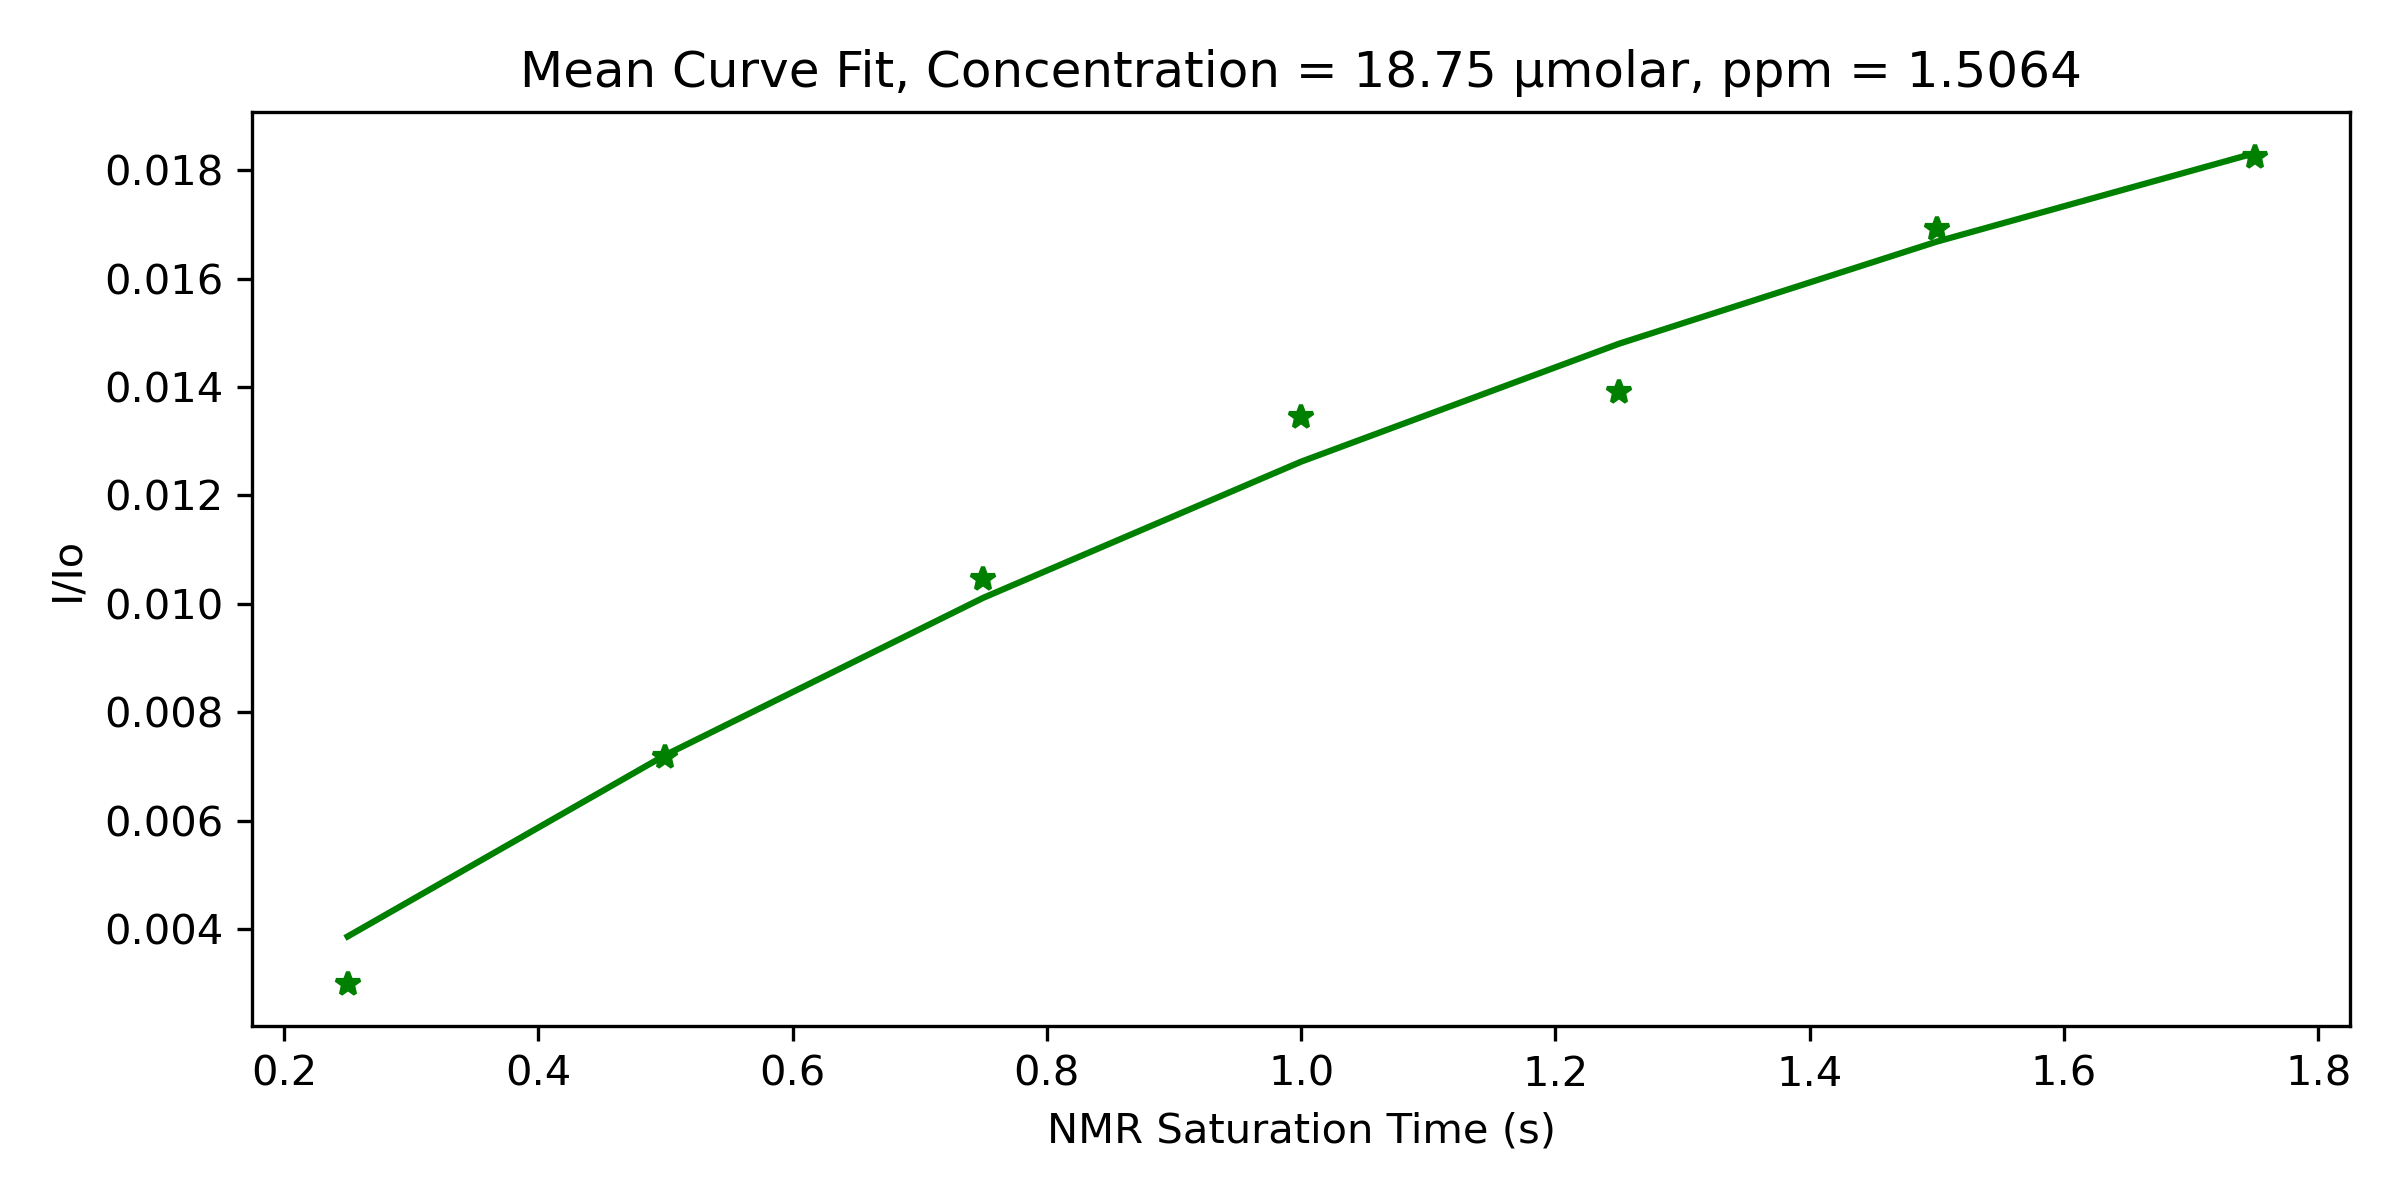 Mean Curve Fit, Concentration = 18.75 µmolar, ppm = 1.5064
0.018
0.016
0.014
0.012
0.010
0.008
0.006
0.004
I/Io
0.2 0.4 0.6 0.8 1.0 1.2 1.4 1.6 1.8
NMR Saturation Time (s)